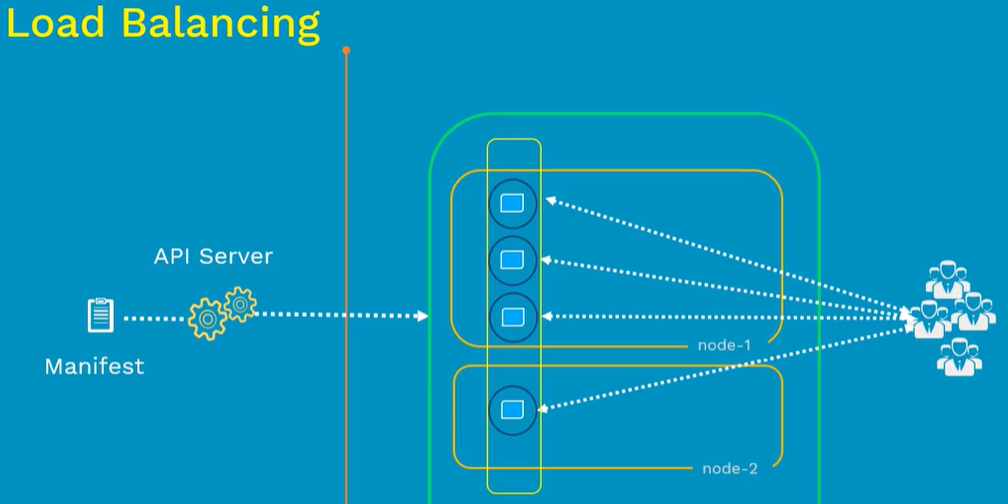 Load Balancing
API Server
Manifest
node-1
node-2